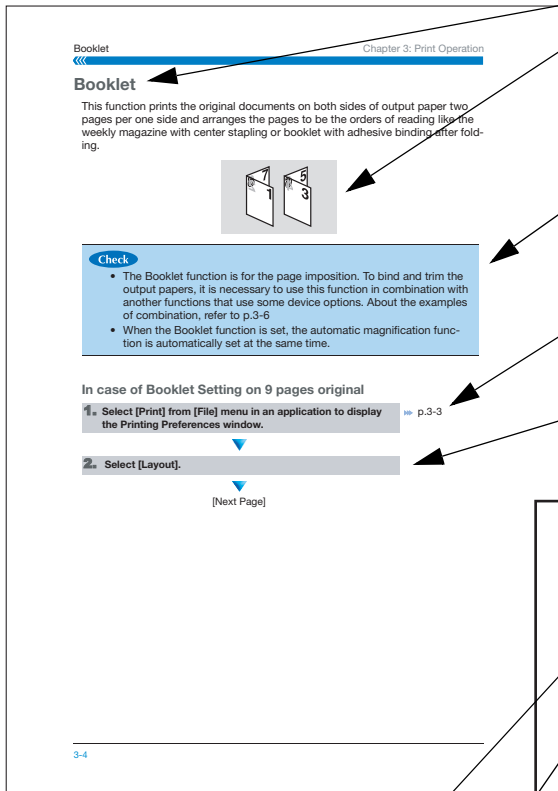 Booklet
Chapter 3: Print Operation
Booklet
This function prints the original documents on both sides of output paper two
pages per one side and arranges the pages to be the orders of reading like the
weekly magazine with center stapling or booklet with adhesive binding after fold-
ing.
7 5
1 3
Check
• The Booklet function is for the page imposition. To bind and trim the
output papers, it is necessary to use this function in combination with
another functions that use some device options. About the examples
of combination, refer to p.3-6
• When the Booklet function is set, the automatic magnification func-
tion is automatically set at the same time.
In case of Booklet Setting on 9 pages original
1. Select [Print] from [File] menu in an application to display
the Printing Preferences window.
p.3-3
2. Select [Layout].
[Next Page]
3-4